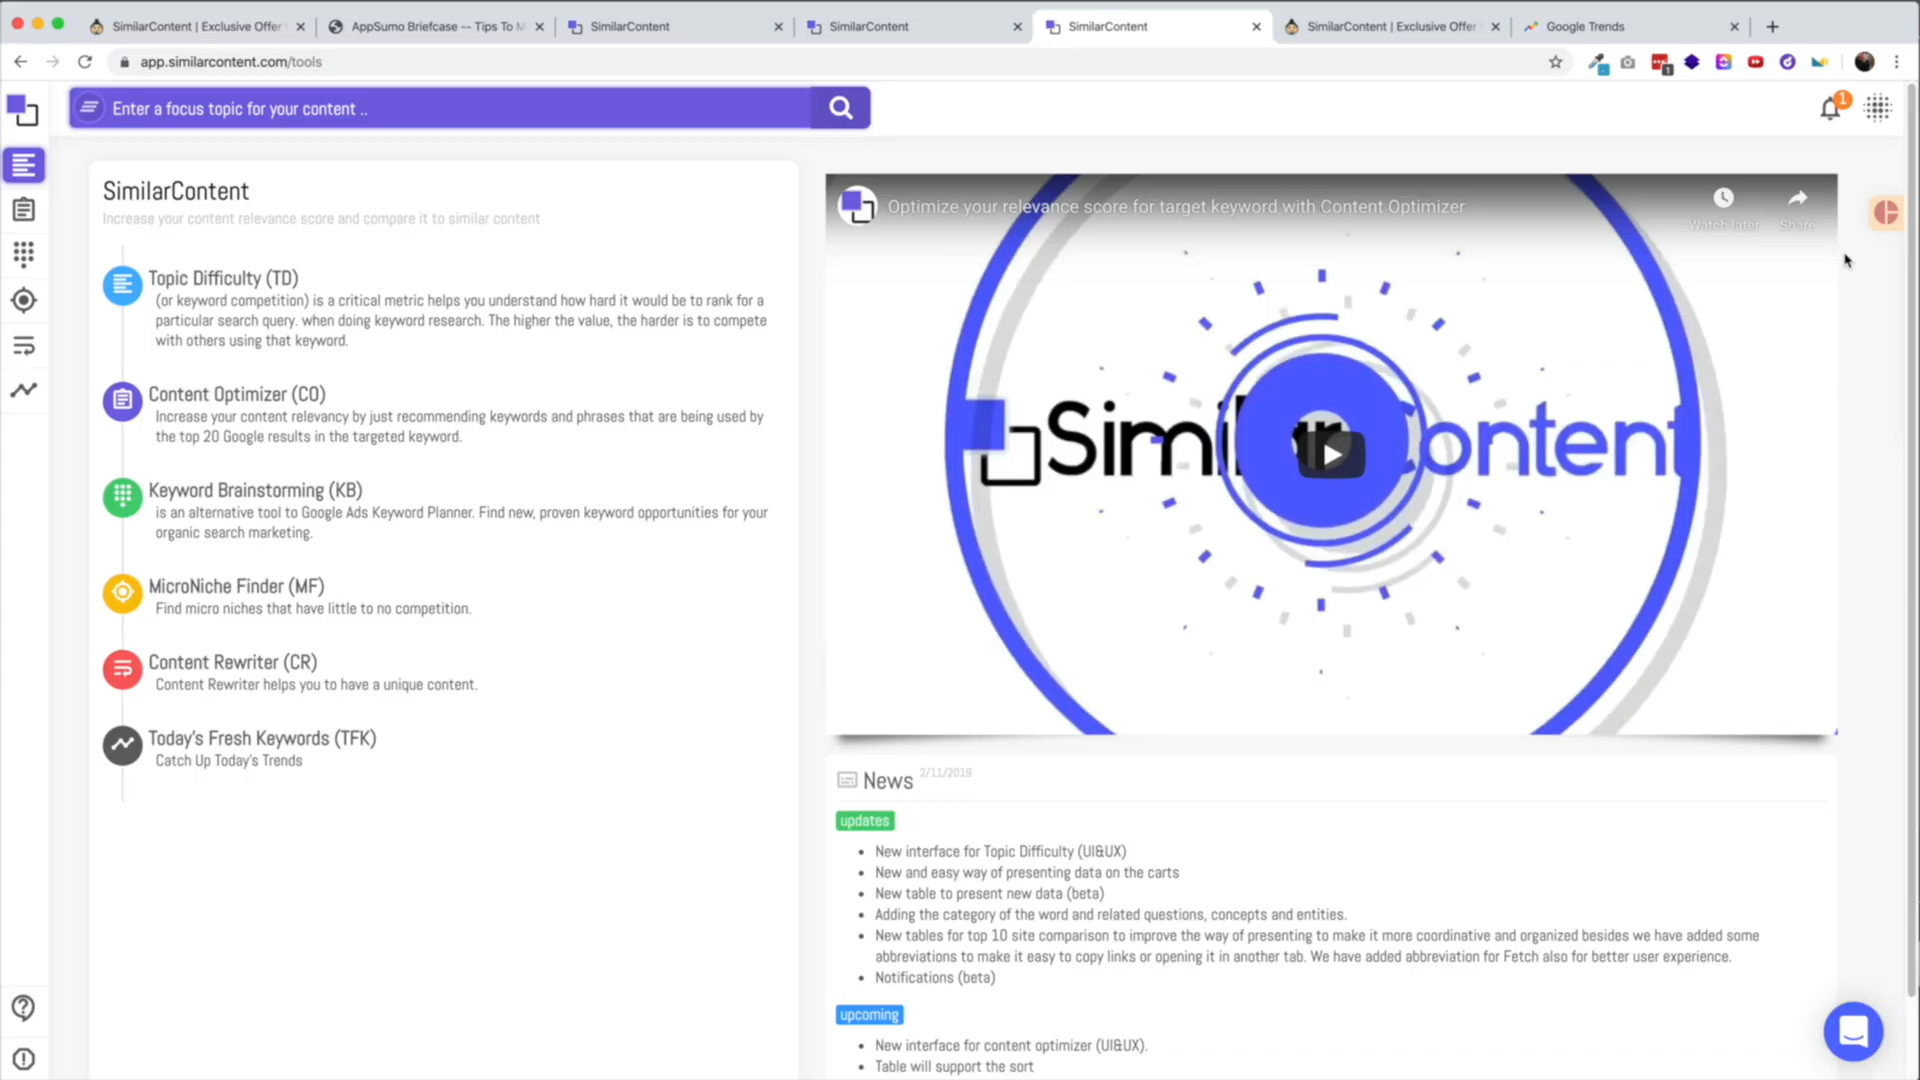 SimilarContent | Exclusive Offer
AppSumo Briefcase -- Tips To M
SimilarContent
SimilarContent
SimilarContent
SimilarContent | Exclusive Offer
Google Trends
app.similarcontent.com/tools
Enter a focus topic for your content ..
1
SimilarContent
Increase your content relevance score and compare it to similar content
Topic Difficulty (TD)
(or keyword competition) is a critical metric helps you understand how hard it would be to rank for a
particular search query. when doing keyword research. The higher the value, the harder is to compete
with others using that keyword.
Content Optimizer (CO)
Increase your content relevancy by just recommending keywords and phrases that are being used by
the top 20 Google results in the targeted keyword.
Keyword Brainstorming (KB)
is an alternative tool to Google Ads Keyword Planner. Find new, proven keyword opportunities for your
organic search marketing.
MicroNiche Finder (MF)
Find micro niches that have little to no competition.
Content Rewriter (CR)
Content Rewriter helps you to have a unique content.
Today's Fresh Keywords (TFK)
Catch Up Today's Trends
Optimize your relevance score for target keyword with Content Optimizer
Watch later
Share
News 2/11/2019
updates
New interface for Topic Difficulty (UI&UX)
New and easy way of presenting data on the carts
New table to present new data (beta)
Adding the category of the word and related questions, concepts and entities.
New tables for top 10 site comparison to improve the way of presenting to make it more coordinative and organized besides we have added some
abbreviations to make it easy to copy links or opening it in another tab. We have added abbreviation for Fetch also for better user experience.
Notifications (beta)
upcoming
New interface for content optimizer (UI&UX).
Table will support the sort